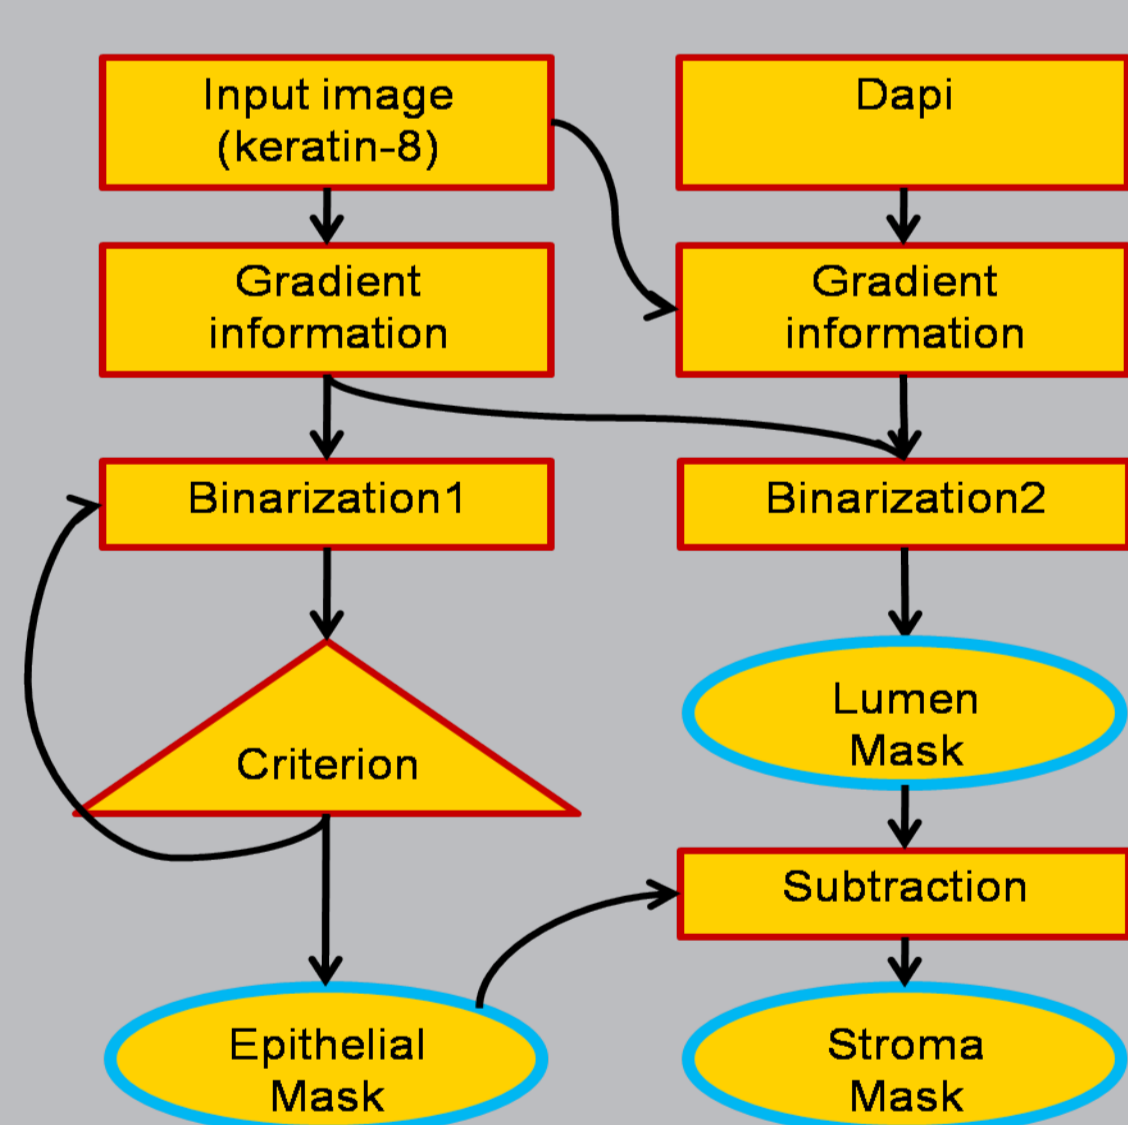 Input image
(keratin-8)
Dapi
Gradient
information
Gradient
information
Binarization1
Binarization2
Criterion
Lumen
Mask
Subtraction
Epithelial
Mask
Stroma
Mask